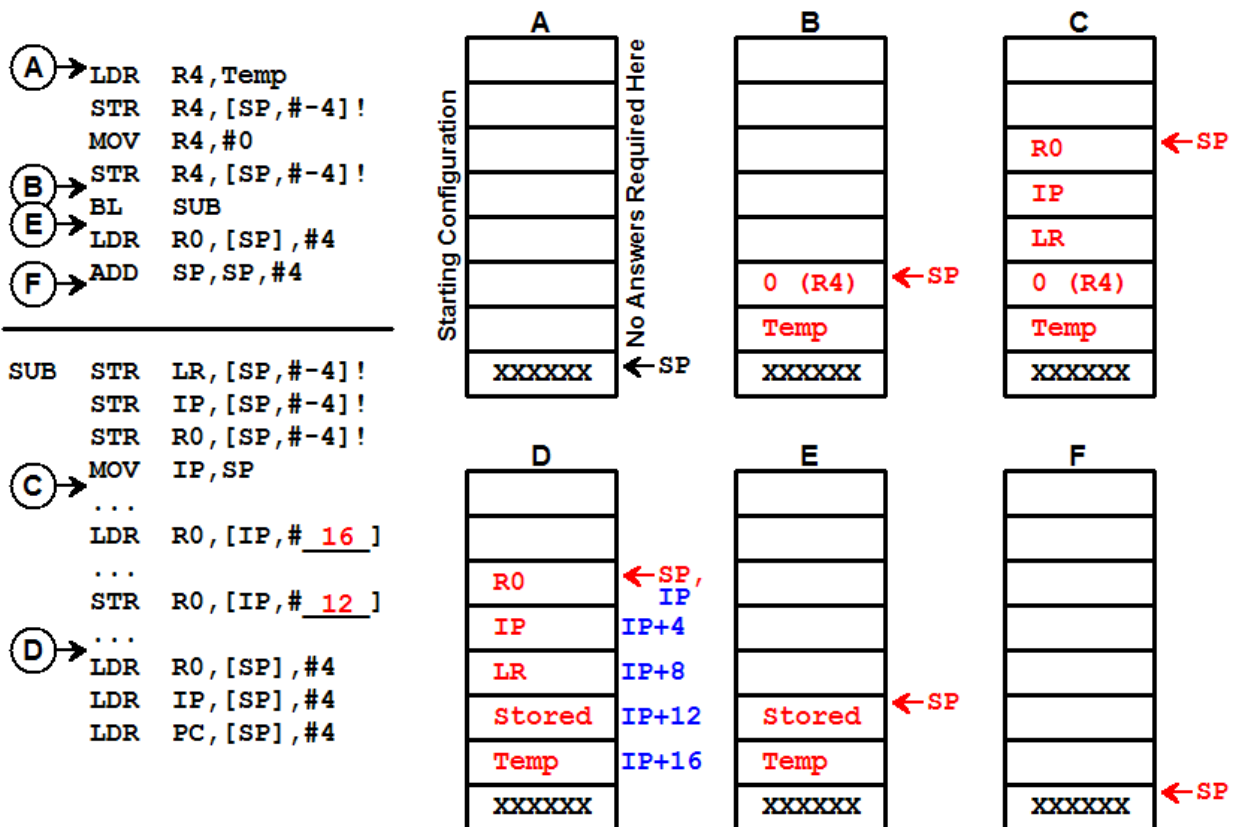 A
LDR R4,Temp
STR R4,[SP,#-4]!
MOV R4,#0
STR R4,[SP,#-4]!
B
BL SUB
E
LDR R0,[SP],#4
F
ADD SP,SP,#4
SUB STR LR,[SP,#-4]!
STR IP,[SP,#-4]!
STR R0,[SP,#-4]!
MOV IP,SP
C
...
LDR R0,[IP,#_16_]
...
STR R0,[IP,#_12_]
...
D
LDR R0,[SP],#4
LDR IP,[SP],#4
LDR PC,[SP],#4
A
Starting Configuration
No Answers Required Here
XXXXXX
SP
B
0 (R4)
SP
Temp
XXXXXX
C
R0
SP
IP
LR
0 (R4)
Temp
XXXXXX
D
R0
SP,
IP
IP
IP+4
LR
IP+8
Stored
IP+12
Temp
IP+16
XXXXXX
E
Stored
SP
Temp
XXXXXX
F
XXXXXX
SP